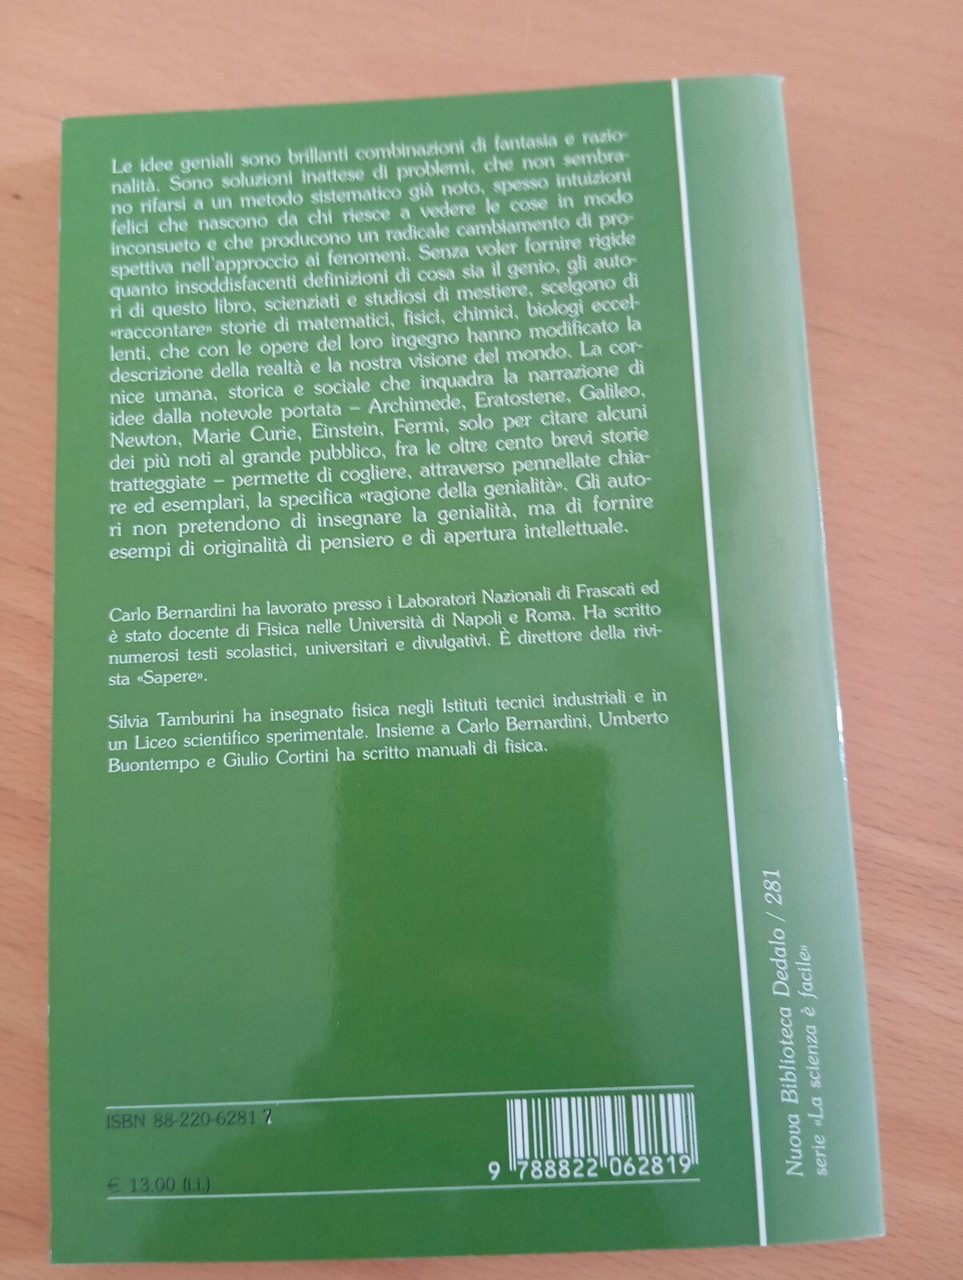 Le idee geniali sono brillanti combinazioni di fantasia e razio-
nalità. Sono soluzioni inattese di problemi, che non sembra-
no rifarsi a un metodo sistematico già noto, spesso intuizioni
felici che nascono da chi riesce a vedere le cose in modo
inconsueto e che producono un radicale cambiamento di pro-
spettiva nell'approccio ai fenomeni. Senza voler fornire rigide
quanto insoddisfacenti definizioni di cosa sia il genio, gli auto-
ri di questo libro, scienziati e studiosi di mestiere, scelgono di
«raccontare» storie di matematici, fisici, chimici, biologi eccel-
lenti, che con le opere del loro ingegno hanno modificato la
descrizione della realtà e la nostra visione del mondo. La cor-
nice umana, storica e sociale che inquadra la narrazione di
idee dalla notevole portata – Archimede, Eratostene, Galileo,
Newton, Marie Curie, Einstein, Fermi, solo per citare alcuni
dei più noti al grande pubblico, fra le oltre cento brevi storie
tratteggiate – permette di cogliere, attraverso pennellate chia-
re ed esemplari, la specifica «ragione della genialità». Gli auto-
ri non pretendono di insegnare la genialità, ma di fornire
esempi di originalità di pensiero e di apertura intellettuale.
Carlo Bernardini ha lavorato presso i Laboratori Nazionali di Frascati ed
è stato docente di Fisica nelle Università di Napoli e Roma. Ha scritto
numerosi testi scolastici, universitari e divulgativi. È direttore della rivi-
sta «Sapere».
Silvia Tamburini ha insegnato fisica negli Istituti tecnici industriali e in
un Liceo scientifico sperimentale. Insieme a Carlo Bernardini, Umberto
Buontempo e Giulio Cortini ha scritto manuali di fisica.
ISBN 88-220-6281 7
€ 13,00 (i.i.)
9 788822 062819
Nuova Biblioteca Dedalo / 281
serie «La scienza è facile»